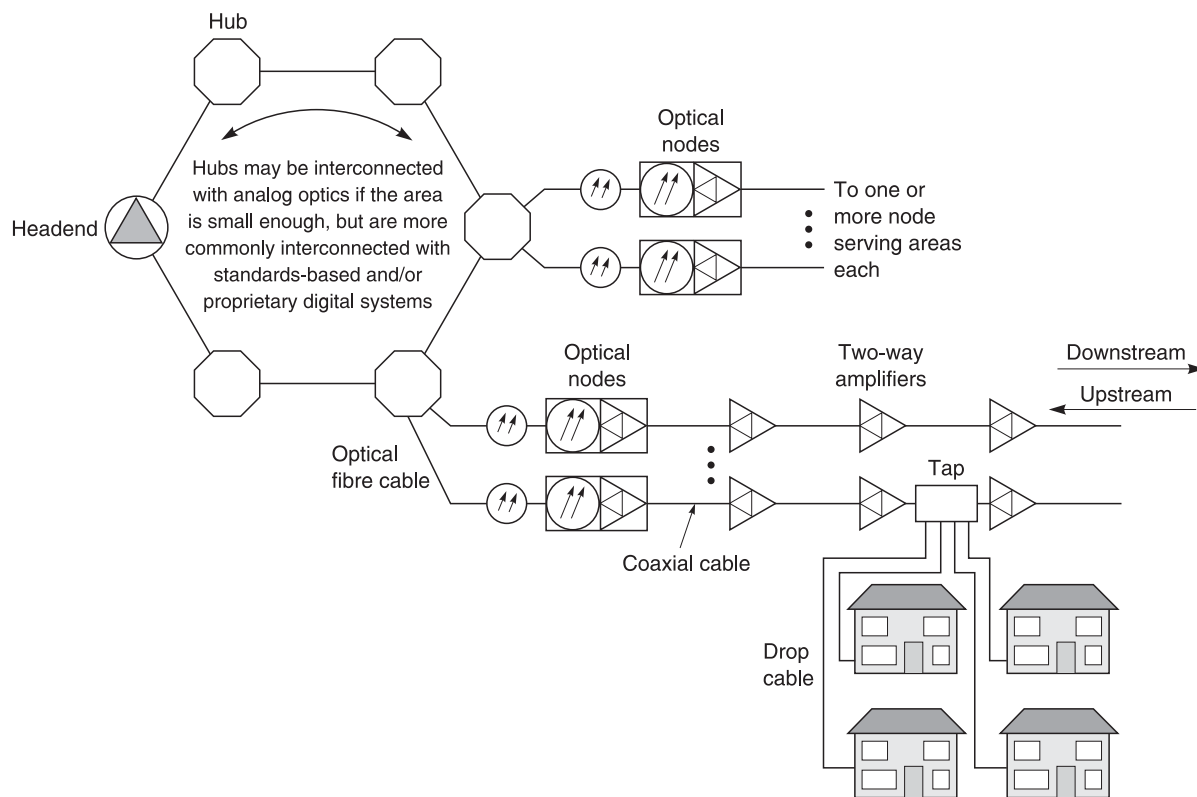 Hub
Hubs may be interconnected
with analog optics if the area
is small enough, but are more
commonly interconnected with
standards-based and/or
proprietary digital systems
Headend
Optical
nodes
To one or
more node
serving areas
each
Optical
nodes
Two-way
amplifiers
Downstream
Upstream
Optical
fibre cable
Tap
Coaxial cable
Drop
cable